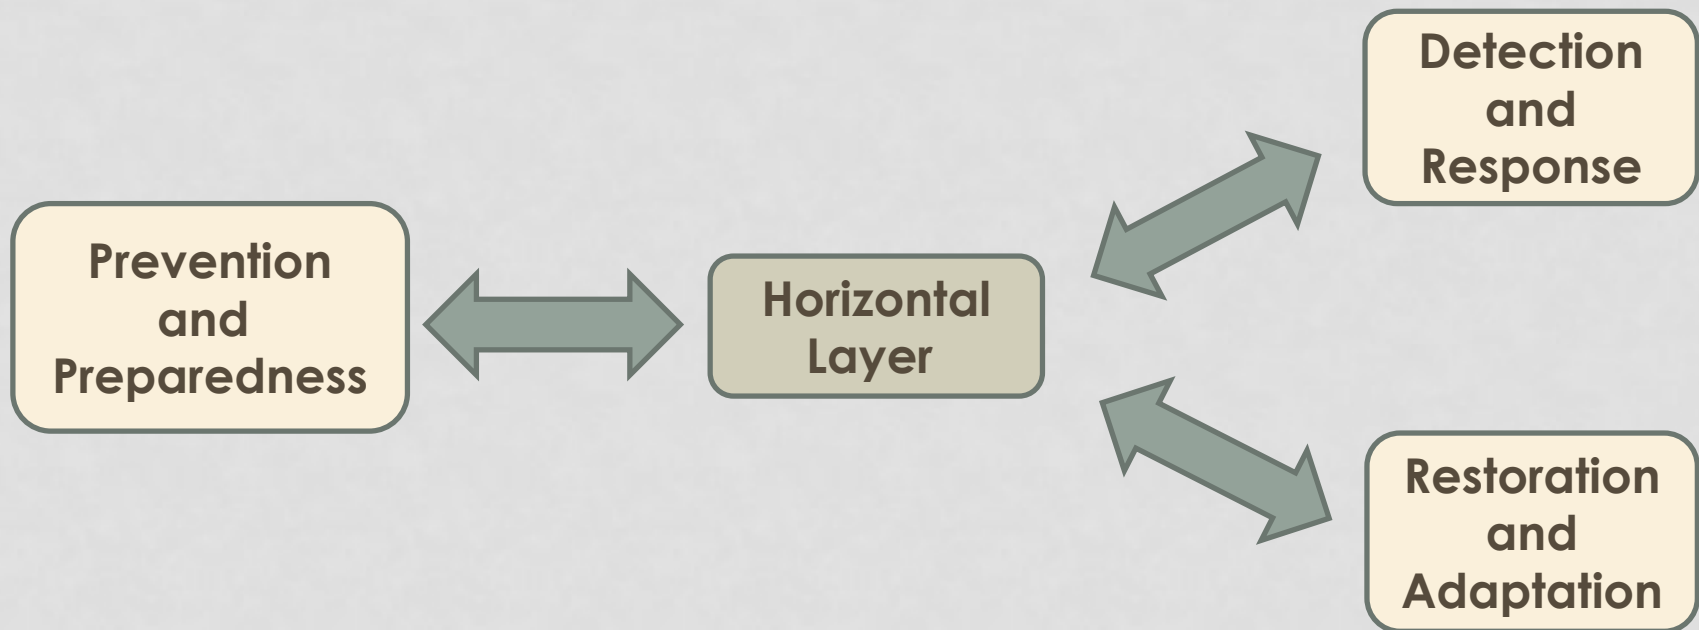 Prevention
and
Preparedness
Horizontal
Layer
Detection
and
Response
Restoration
and
Adaptation